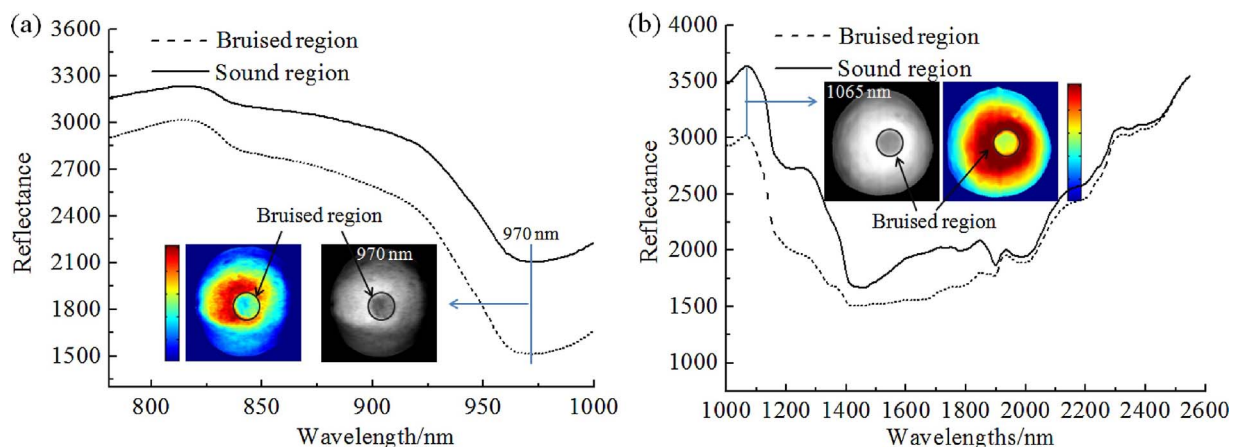 (a)
3600
3300
3000
2700
2400
2100
1800
1500
Reflectance
Bruised region
Sound region
Bruised region
970 nm
970 nm
800 850 900 950 1000
Wavelength/nm
(b)
4000
3500
3000
2500
2000
1500
1000
Reflectance
Bruised region
Sound region
1065 nm
Bruised region
1000 1200 1400 1600 1800 2000 2200 2400 2600
Wavelengths/nm